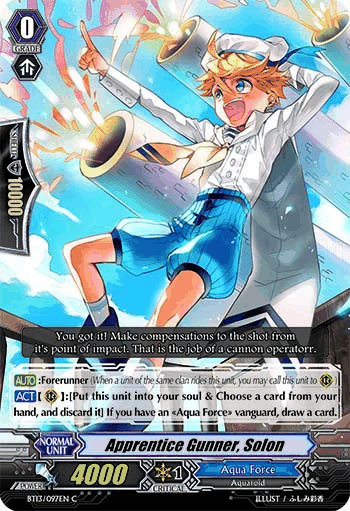 0
GRADE
SHIELD
10000
You got it! Make compensations to the shot from
it's point of impact. That is the job of a cannon operatorr.
AUTO :Forerunner (When a unit of the same clan rides this unit, you may call this unit to
ACT [ ]:[Put this unit into your soul & Choose a card from your
hand, and discard it] If you have an «Aqua Force» vanguard, draw a card.
NORMAL UNIT
Apprentice Gunner, Solon
POWER 4000
1 CRITICAL
Aqua Force
Aquaroid
BT13/097EN C
ILLUST / ふしみ彩香